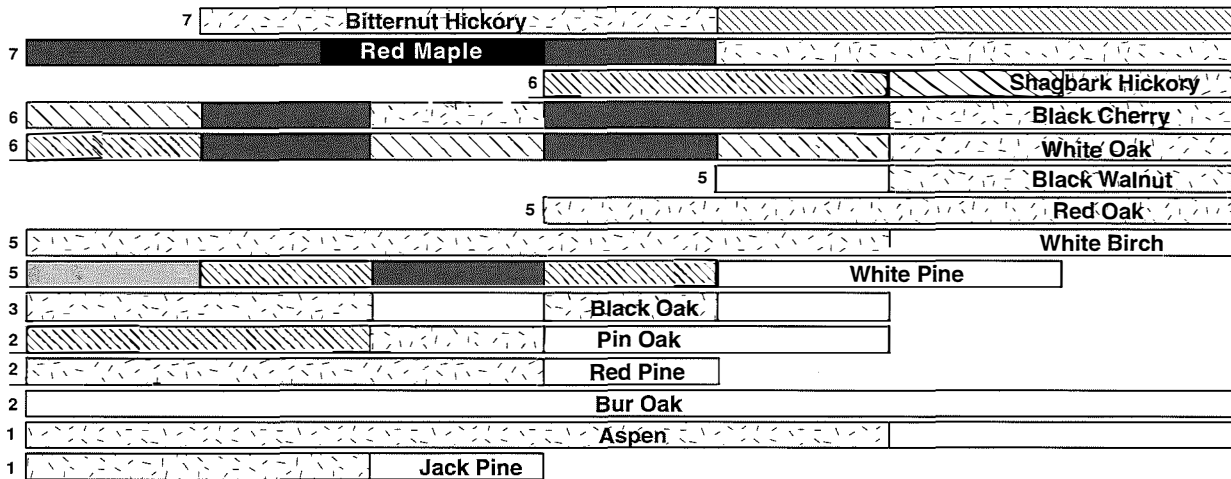 7 Bitternut Hickory
7 Red Maple
6 Shagbark Hickory
6 Black Cherry
6 White Oak
5 Black Walnut
5 Red Oak
5 White Birch
5 White Pine
3 Black Oak
2 Pin Oak
2 Red Pine
2 Bur Oak
1 Aspen
1 Jack Pine